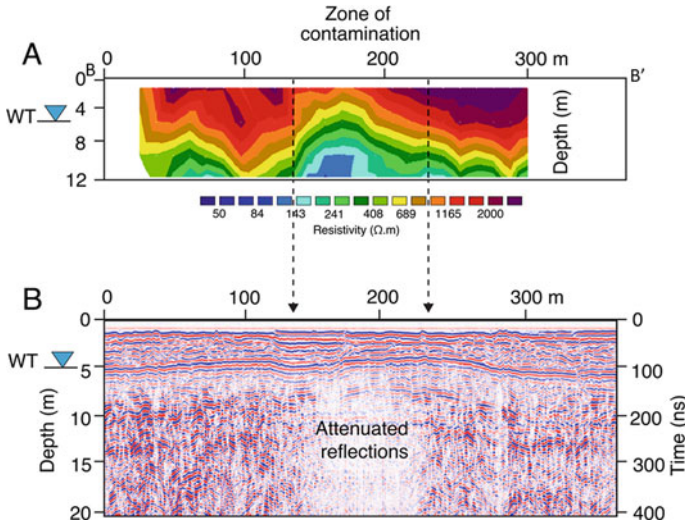 Zone of
contamination
A
0 100 200 300 m
B B'
0
WT
4
8
12
Depth (m)
50 84 143 241 408 689 1165 2000
Resistivity (Ω.m)
B
0 100 200 300 m
0 0
WT
5 100
10 200
15 300
20 400
Depth (m)
Time (ns)
Attenuated
reflections